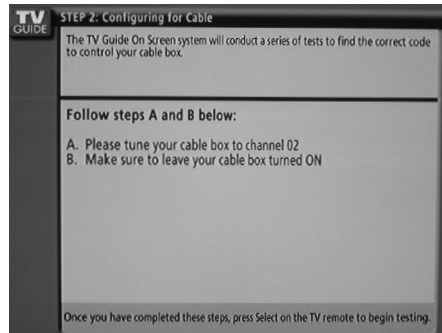 TV
GUIDE
STEP 2: Configuring for Cable
The TV Guide On Screen system will conduct a series of tests to find the correct code
to control your cable box.
Follow steps A and B below:
A. Please tune your cable box to channel 02
B. Make sure to leave your cable box turned ON
Once you have completed these steps, press Select on the TV remote to begin testing.